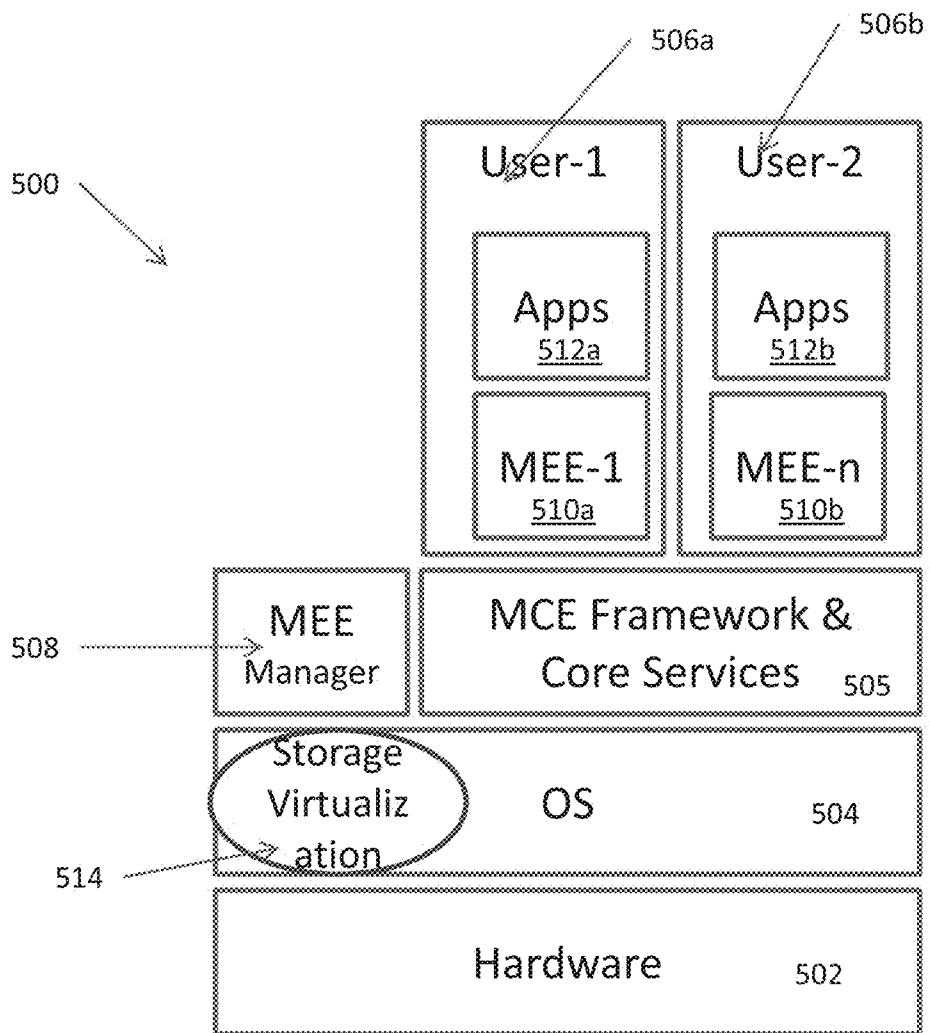 506a
506b
500
User-1
User-2
Apps
512a
Apps
512b
MEE-1
510a
MEE-n
510b
508
MEE
Manager
MCE Framework &
Core Services
505
Storage
Virtualiz
ation
OS
504
514
Hardware
502